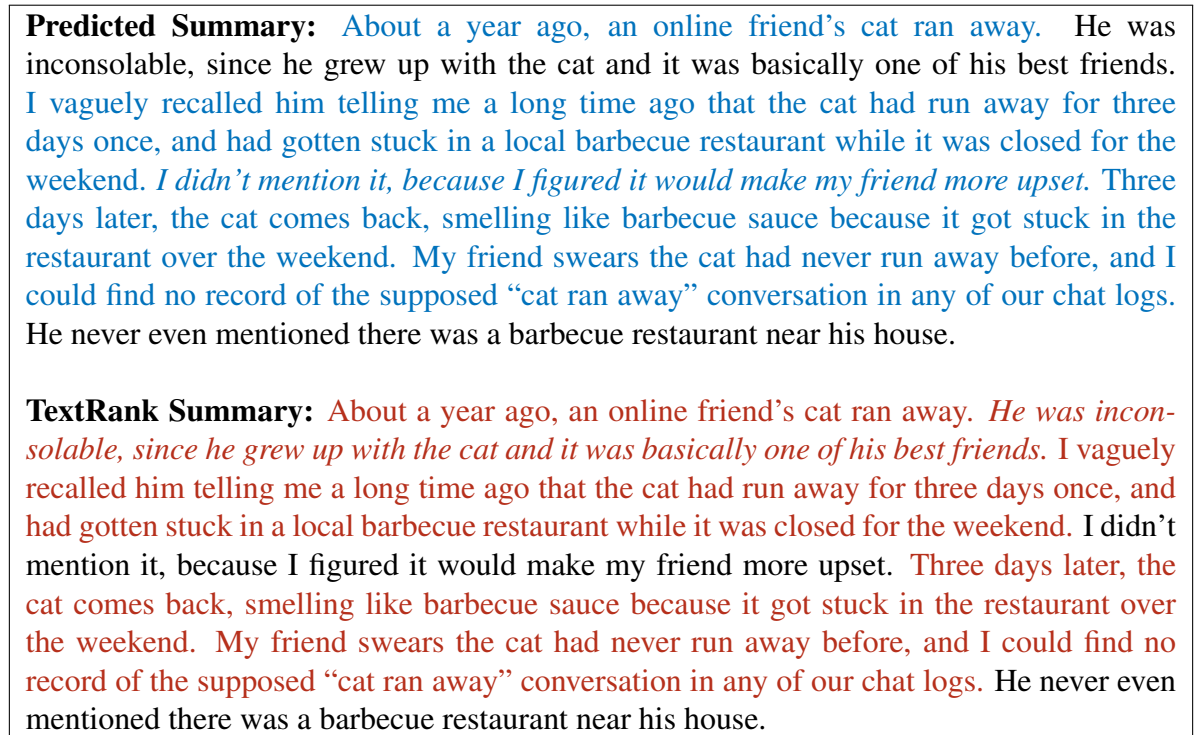 Predicted Summary: About a year ago, an online friend's cat ran away. He was
inconsolable, since he grew up with the cat and it was basically one of his best friends.
I vaguely recalled him telling me a long time ago that the cat had run away for three
days once, and had gotten stuck in a local barbecue restaurant while it was closed for the
weekend. I didn't mention it, because I figured it would make my friend more upset. Three
days later, the cat comes back, smelling like barbecue sauce because it got stuck in the
restaurant over the weekend. My friend swears the cat had never run away before, and I
could find no record of the supposed “cat ran away” conversation in any of our chat logs.
He never even mentioned there was a barbecue restaurant near his house.
TextRank Summary: About a year ago, an online friend's cat ran away. He was incon-
solable, since he grew up with the cat and it was basically one of his best friends. I vaguely
recalled him telling me a long time ago that the cat had run away for three days once, and
had gotten stuck in a local barbecue restaurant while it was closed for the weekend. I didn't
mention it, because I figured it would make my friend more upset. Three days later, the
cat comes back, smelling like barbecue sauce because it got stuck in the restaurant over
the weekend. My friend swears the cat had never run away before, and I could find no
record of the supposed “cat ran away” conversation in any of our chat logs. He never even
mentioned there was a barbecue restaurant near his house.